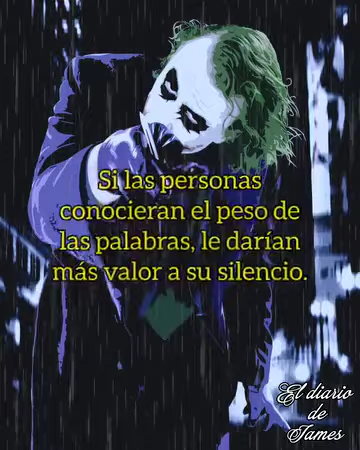 Si las personas
conocieran el peso de
las palabras, le darían
más valor a su silencio.
El diario
de
James